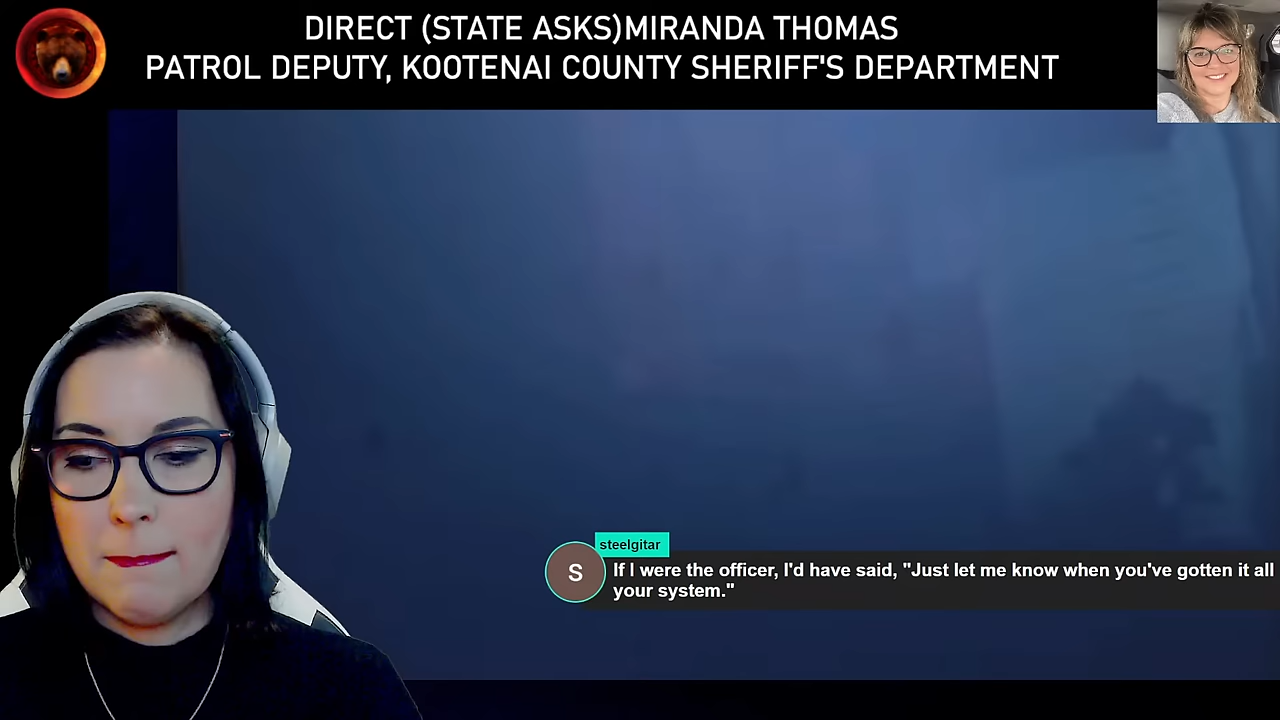 DIRECT (STATE ASKS)MIRANDA THOMAS
PATROL DEPUTY, KOOTENAI COUNTY SHERIFF'S DEPARTMENT
steelgitar
S
If I were the officer, I'd have said, "Just let me know when you've gotten it all
your system."